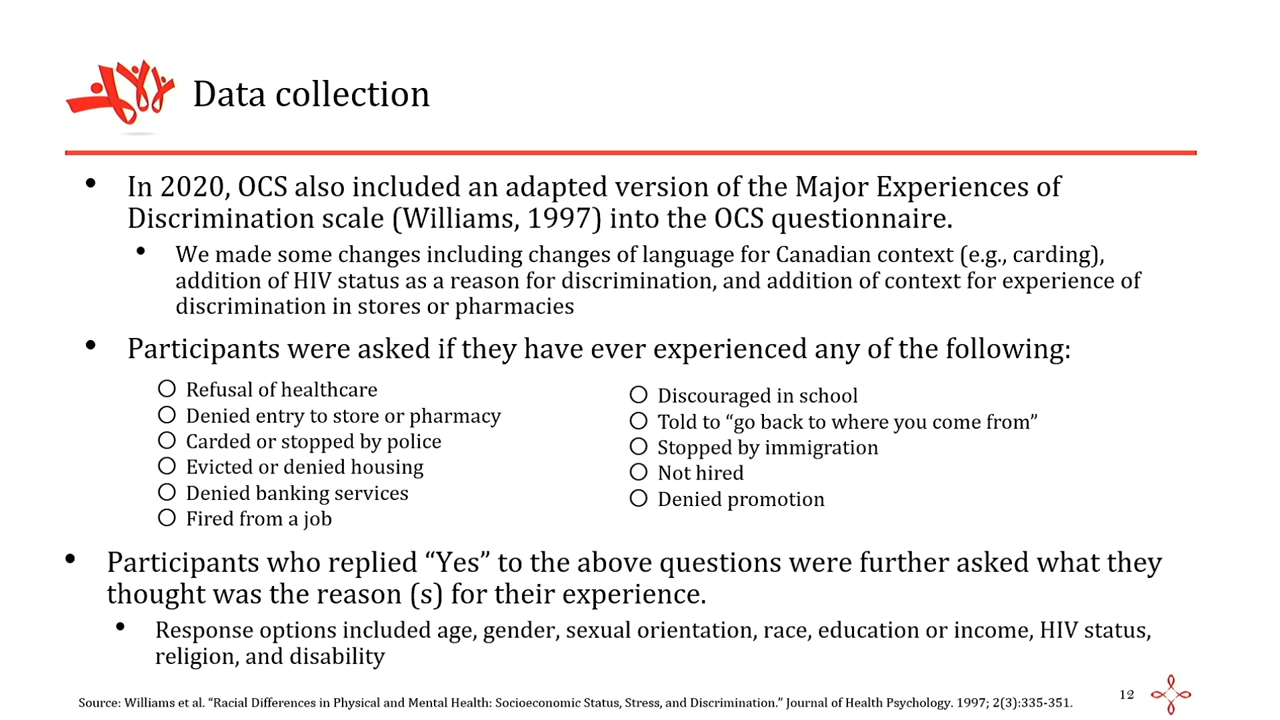 Data collection
• In 2020, OCS also included an adapted version of the Major Experiences of
Discrimination scale (Williams, 1997) into the OCS questionnaire.
• We made some changes including changes of language for Canadian context (e.g., carding),
addition of HIV status as a reason for discrimination, and addition of context for experience of
discrimination in stores or pharmacies
• Participants were asked if they have ever experienced any of the following:
Refusal of healthcare
Denied entry to store or pharmacy
Carded or stopped by police
Evicted or denied housing
Denied banking services
Fired from a job
Discouraged in school
Told to “go back to where you come from”
Stopped by immigration
Not hired
Denied promotion
• Participants who replied “Yes” to the above questions were further asked what they
thought was the reason (s) for their experience.
• Response options included age, gender, sexual orientation, race, education or income, HIV status,
religion, and disability
Source: Williams et al. “Racial Differences in Physical and Mental Health: Socioeconomic Status, Stress, and Discrimination.” Journal of Health Psychology. 1997; 2(3):335-351.
12